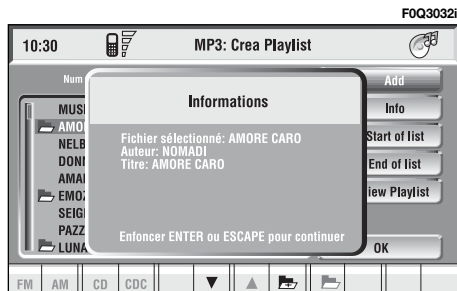 F0Q3032i
10:30 MP3: Crea Playlist
Num Add
Informations
MUSI Info
AMO
NELB Start of list
DONI End of list
AMA
EMOZ iew Playlist
SEIGI
PAZZ
LUNA OK
Fichier sélectionné: AMORE CARO
Auteur: NOMADI
Titre: AMORE CARO
Enfoncer ENTER ou ESCAPE pour continuer
FM AM CD CDC